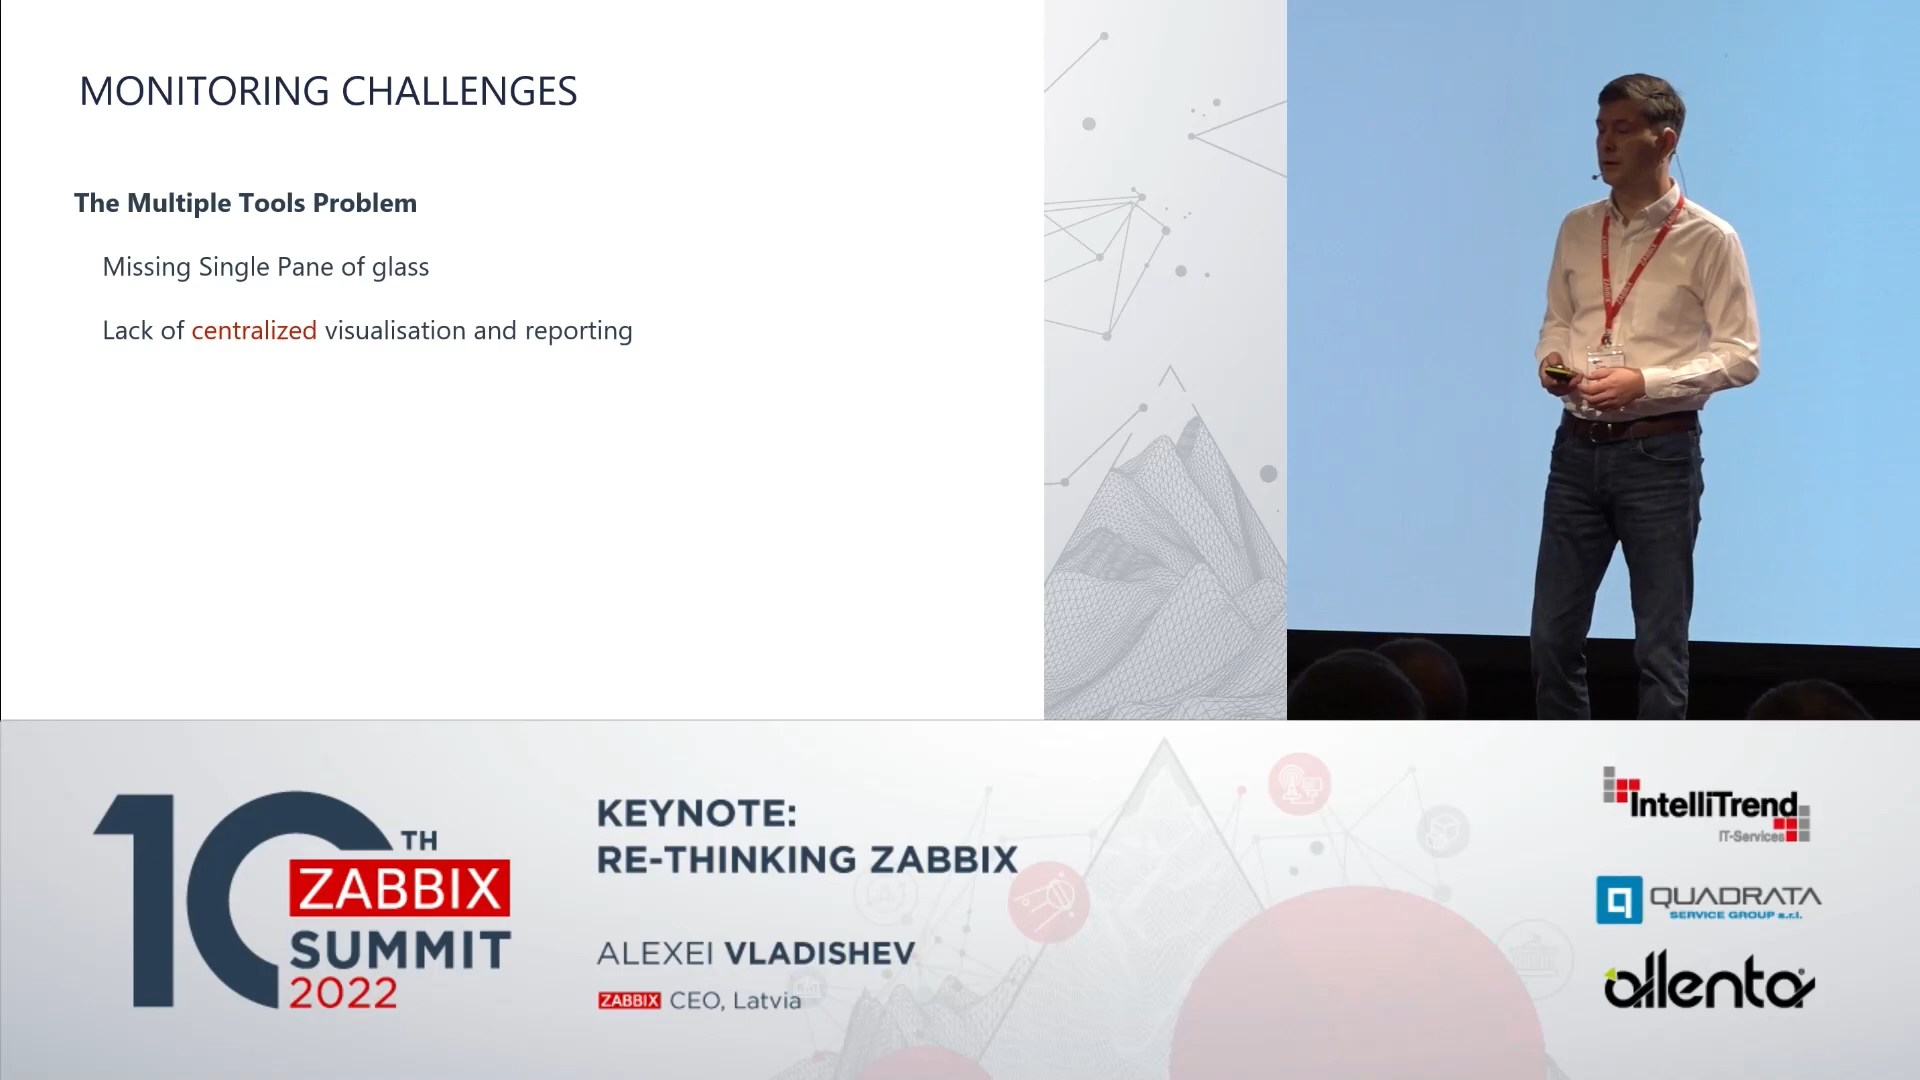 MONITORING CHALLENGES
The Multiple Tools Problem
Missing Single Pane of glass
Lack of centralized visualisation and reporting
10TH
ZABBIX
SUMMIT
2022
KEYNOTE:
RE-THINKING ZABBIX
ALEXEI VLADISHEV
ZABBIX CEO, Latvia
IntelliTrend
IT-Services
QUADRATA
SERVICE GROUP s.r.l.
allenta